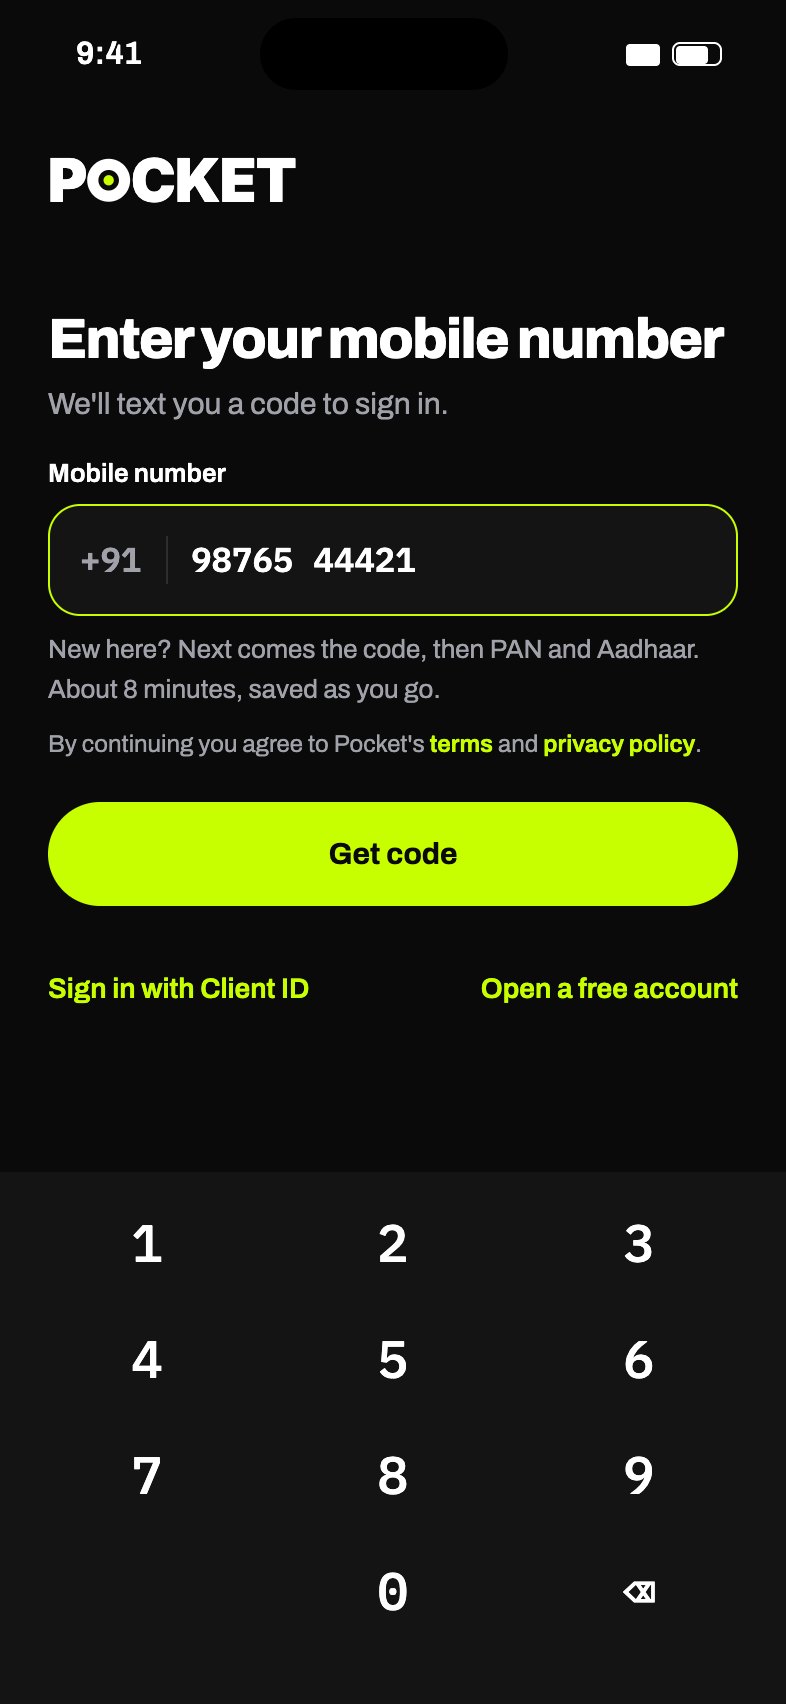 9:41
POCKET
Enter your mobile number
We'll text you a code to sign in.
Mobile number
+91 98765 44421
New here? Next comes the code, then PAN and Aadhaar.
About 8 minutes, saved as you go.
By continuing you agree to Pocket's terms and privacy policy.
Get code
Sign in with Client ID Open a free account
1 2 3
4 5 6
7 8 9
0